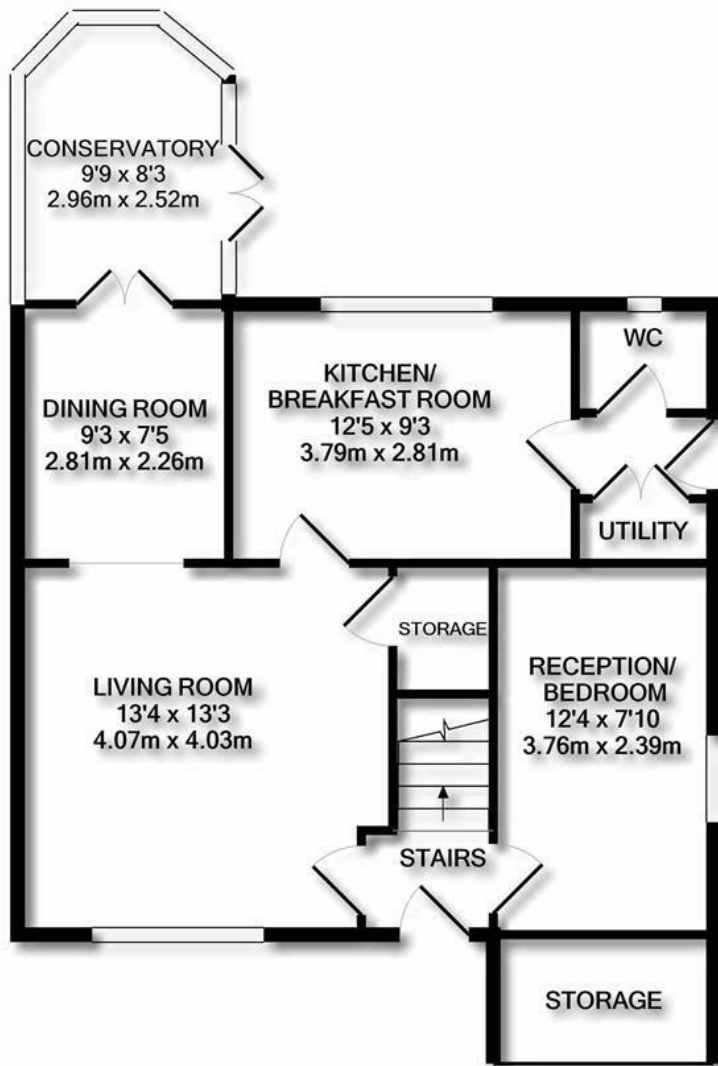 CONSERVATORY
9'9 x 8'3
2.96m x 2.52m
WC
KITCHEN/
BREAKFAST ROOM
12'5 x 9'3
3.79m x 2.81m
DINING ROOM
9'3 x 7'5
2.81m x 2.26m
UTILITY
STORAGE
LIVING ROOM
13'4 x 13'3
4.07m x 4.03m
RECEPTION/
BEDROOM
12'4 x 7'10
3.76m x 2.39m
STAIRS
STORAGE